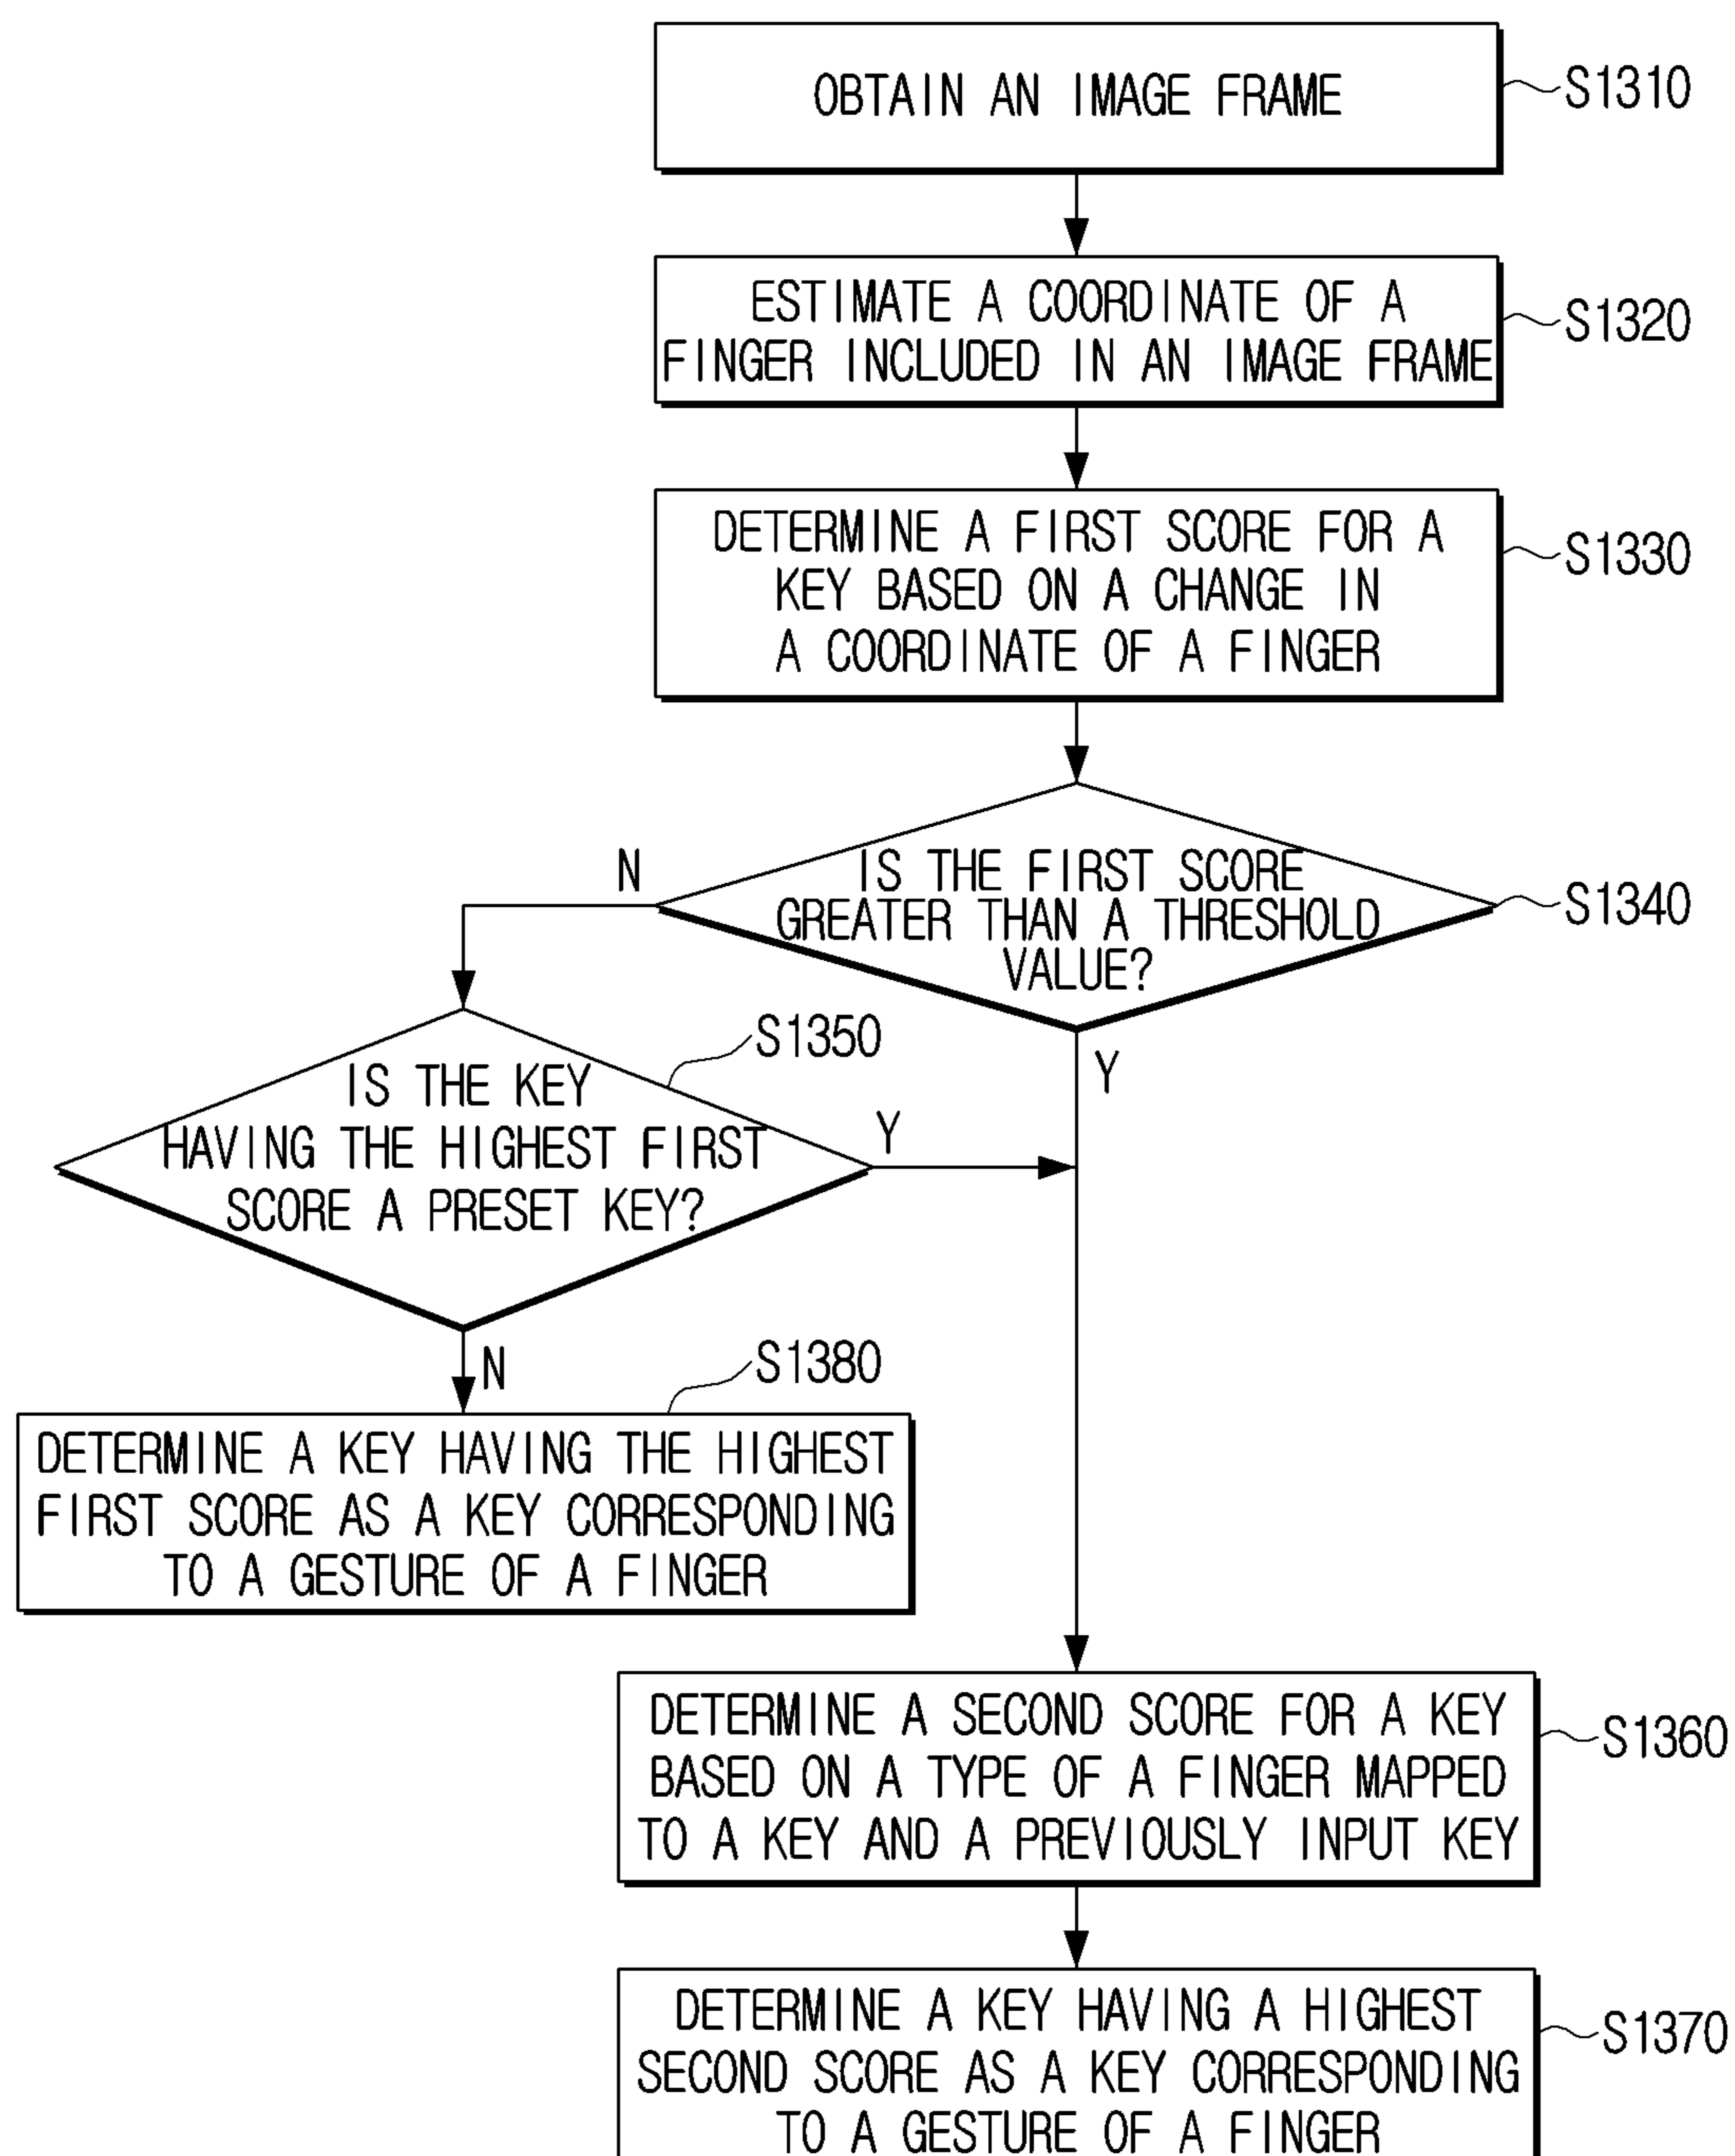 OBTAIN AN IMAGE FRAME
S1310
ESTIMATE A COORDINATE OF A
FINGER INCLUDED IN AN IMAGE FRAME
S1320
DETERMINE A FIRST SCORE FOR A
KEY BASED ON A CHANGE IN
A COORDINATE OF A FINGER
S1330
IS THE FIRST SCORE
GREATER THAN A THRESHOLD
VALUE?
S1340
N
Y
IS THE KEY
HAVING THE HIGHEST FIRST
SCORE A PRESET KEY?
S1350
Y
N
DETERMINE A KEY HAVING THE HIGHEST
FIRST SCORE AS A KEY CORRESPONDING
TO A GESTURE OF A FINGER
S1380
DETERMINE A SECOND SCORE FOR A KEY
BASED ON A TYPE OF A FINGER MAPPED
TO A KEY AND A PREVIOUSLY INPUT KEY
S1360
DETERMINE A KEY HAVING A HIGHEST
SECOND SCORE AS A KEY CORRESPONDING
TO A GESTURE OF A FINGER
S1370